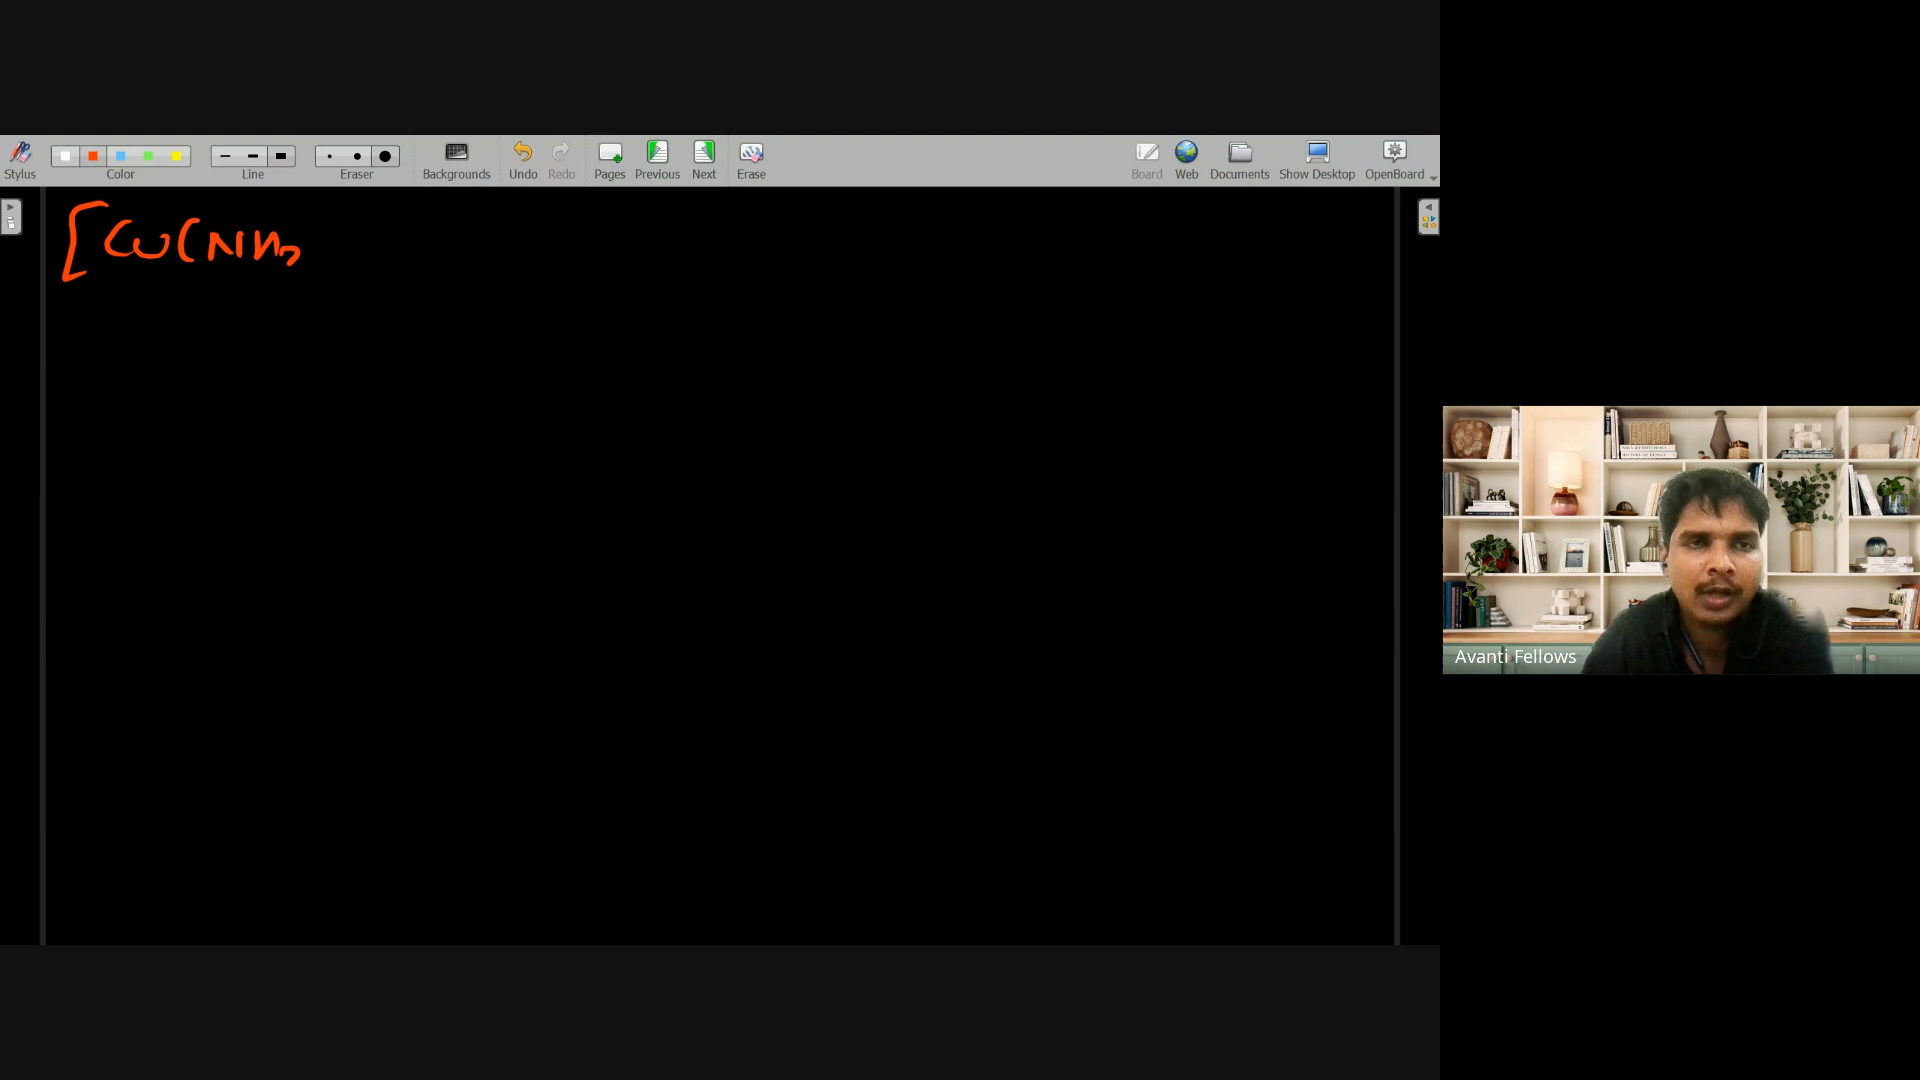 Stylus Color Line Eraser Backgrounds Undo Redo Pages Previous Next Erase Board Web Documents Show Desktop OpenBoard
[Cu(NH3
Avanti Fellows